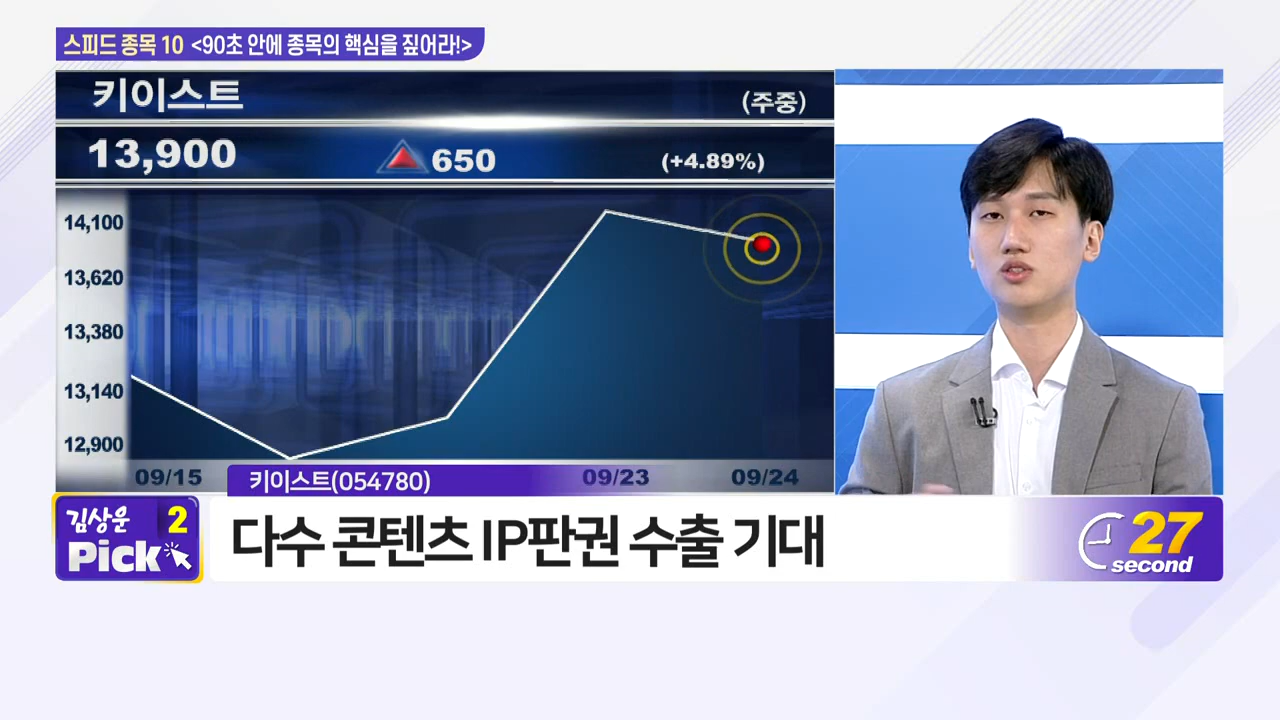 스피드 종목 10 <90초 안에 종목의 핵심을 짚어라!>
키이스트
(주중)
13,900
650
(+4.89%)
14,100
13,620
13,380
13,140
12,900
09/15
09/23
09/24
키이스트(054780)
김상운 2
Pick
다수 콘텐츠 IP판권 수출 기대
27
second